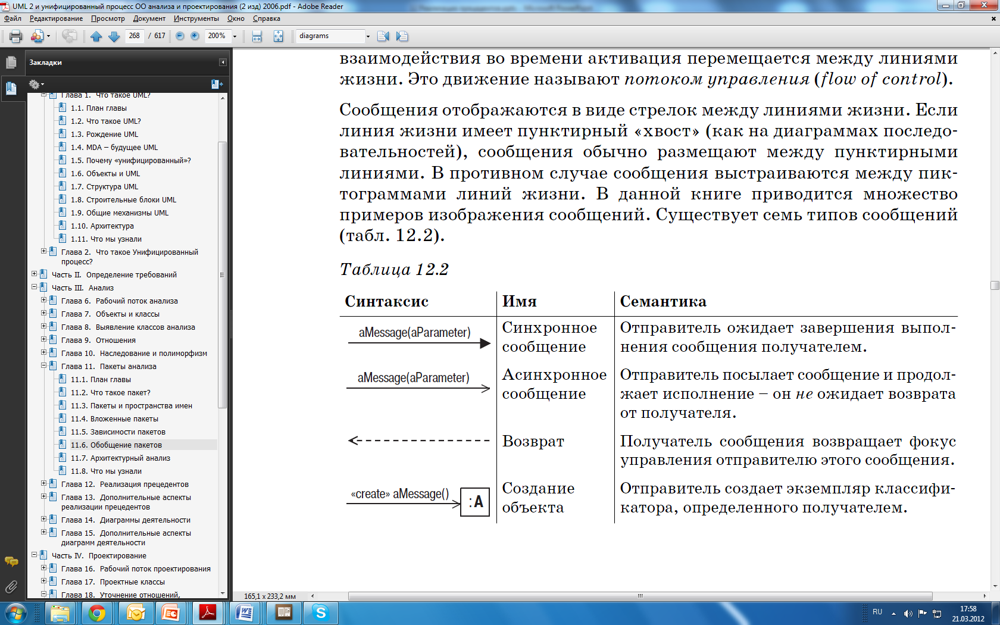 UML 2 и унифицированный процесс ОО анализа и проектирования (2 изд) 2006.pdf - Adobe Reader
Файл Редактирование Просмотр Документ Инструменты Окно Справка
268 / 617 200% diagrams
Закладки
Глава 1. Что такое UML?
1.1. План главы
1.2. Что такое UML?
1.3. Рождение UML
1.4. MDA – будущее UML
1.5. Почему «унифицированный»?
1.6. Объекты и UML
1.7. Структура UML
1.8. Строительные блоки UML
1.9. Общие механизмы UML
1.10. Архитектура
1.11. Что мы узнали
Глава 2. Что такое Унифицированный
процесс?
Часть II. Определение требований
Часть III. Анализ
Глава 6. Рабочий поток анализа
Глава 7. Объекты и классы
Глава 8. Выявление классов анализа
Глава 9. Отношения
Глава 10. Наследование и полиморфизм
Глава 11. Пакеты анализа
11.1. План главы
11.2. Что такое пакет?
11.3. Пакеты и пространства имен
11.4. Вложенные пакеты
11.5. Зависимости пакетов
11.6. Обобщение пакетов
11.7. Архитектурный анализ
11.8. Что мы узнали
Глава 12. Реализация прецедентов
Глава 13. Дополнительные аспекты
реализации прецедентов
Глава 14. Диаграммы деятельности
Глава 15. Дополнительные аспекты
диаграмм деятельности
Часть IV. Проектирование
Глава 16. Рабочий поток проектирования
Глава 17. Проектные классы
Глава 18. Уточнение отношений,
взаимодействия во времени активация перемещается между линиями
жизни. Это движение называют потоком управления (flow of control).
Сообщения отображаются в виде стрелок между линиями жизни. Если
линия жизни имеет пунктирный «хвост» (как на диаграммах последо-
вательностей), сообщения обычно размещают между пунктирными
линиями. В противном случае сообщения выстраиваются между пик-
тограммами линий жизни. В данной книге приводится множество
примеров изображения сообщений. Существует семь типов сообщений
(табл. 12.2).
Таблица 12.2
Синтаксис Имя Семантика
aMessage(aParameter)
Синхронное
сообщение
Отправитель ожидает завершения выпол-
нения сообщения получателем.
aMessage(aParameter)
Асинхронное
сообщение
Отправитель посылает сообщение и продол-
жает исполнение – он не ожидает возврата
от получателя.
Возврат
Получатель сообщения возвращает фокус
управления отправителю этого сообщения.
«create» aMessage() :A
Создание
объекта
Отправитель создает экземпляр классифи-
катора, определенного получателем.
165,1 x 233,2 мм
RU
17:58
21.03.2012